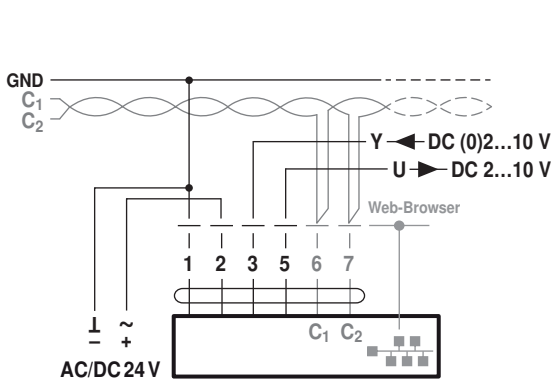 GND
C1
C2
Y DC (0)2...10 V
U DC 2...10 V
Web-Browser
1 2 3 5 6 7
C1 C2
⊥ ~
– +
AC/DC 24 V